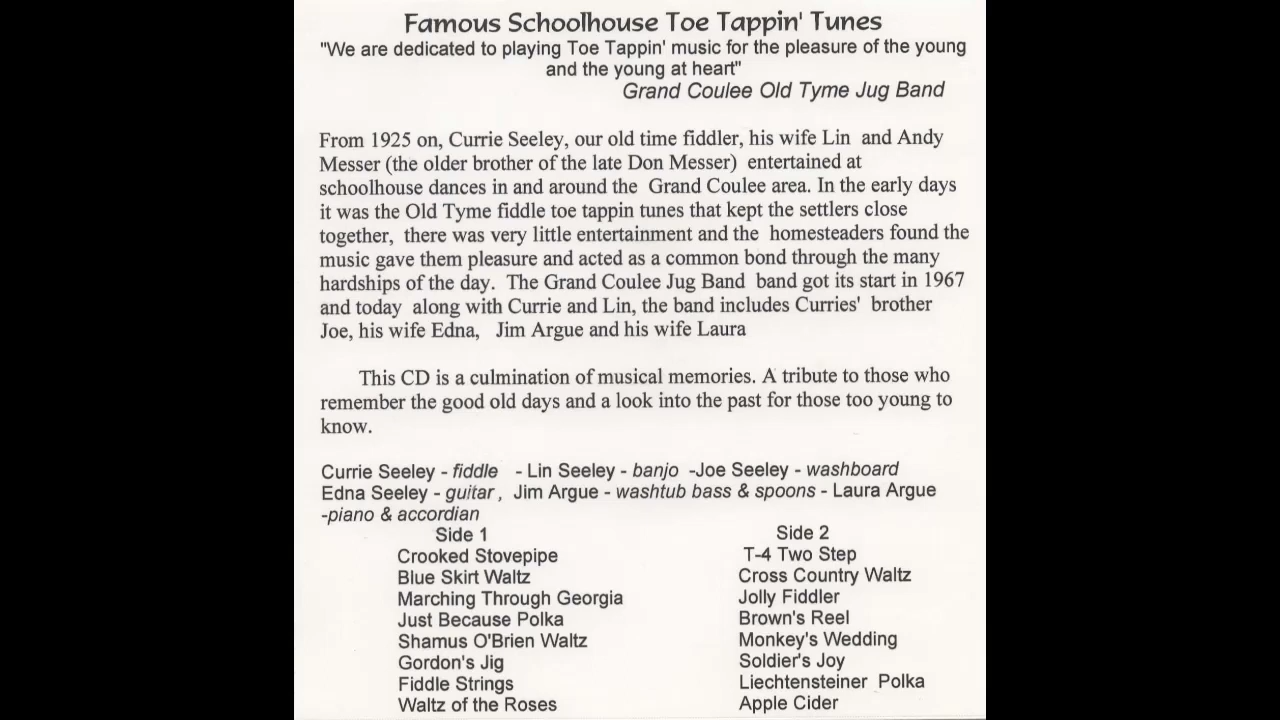 Famous Schoolhouse Toe Tappin' Tunes
"We are dedicated to playing Toe Tappin' music for the pleasure of the young
and the young at heart"
Grand Coulee Old Tyme Jug Band
From 1925 on, Currie Seeley, our old time fiddler, his wife Lin and Andy
Messer (the older brother of the late Don Messer) entertained at
schoolhouse dances in and around the Grand Coulee area. In the early days
it was the Old Tyme fiddle toe tappin tunes that kept the settlers close
together, there was very little entertainment and the homesteaders found the
music gave them pleasure and acted as a common bond through the many
hardships of the day. The Grand Coulee Jug Band band got its start in 1967
and today along with Currie and Lin, the band includes Curries' brother
Joe, his wife Edna, Jim Argue and his wife Laura
This CD is a culmination of musical memories. A tribute to those who
remember the good old days and a look into the past for those too young to
know.
Currie Seeley - fiddle - Lin Seeley - banjo -Joe Seeley - washboard
Edna Seeley - guitar, Jim Argue - washtub bass & spoons - Laura Argue
-piano & accordian
Side 1
Crooked Stovepipe
Blue Skirt Waltz
Marching Through Georgia
Just Because Polka
Shamus O'Brien Waltz
Gordon's Jig
Fiddle Strings
Waltz of the Roses
Side 2
T-4 Two Step
Cross Country Waltz
Jolly Fiddler
Brown's Reel
Monkey's Wedding
Soldier's Joy
Liechtensteiner Polka
Apple Cider